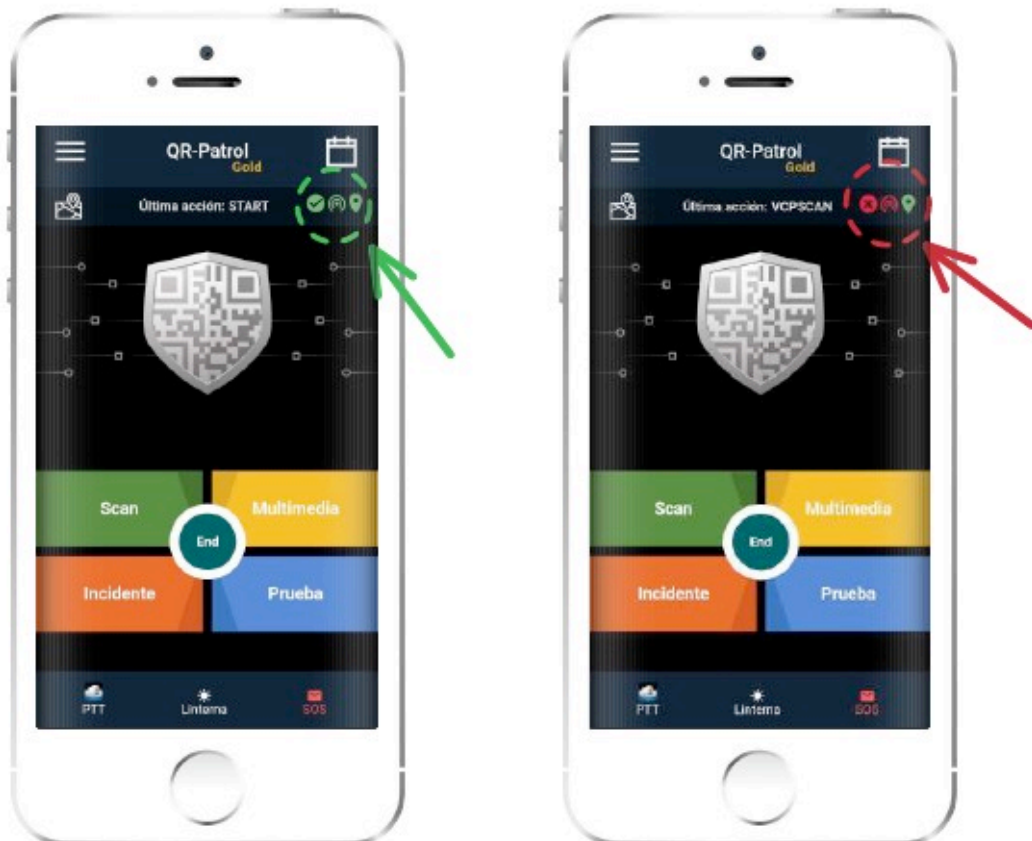 QR-Patrol
Gold
Última acción: START
Scan
Multimedia
End
Incidente
Prueba
PTT
Linterna
SOS
QR-Patrol
Gold
Última acción: VCPSCAN
Scan
Multimedia
End
Incidente
Prueba
PTT
Linterna
SOS